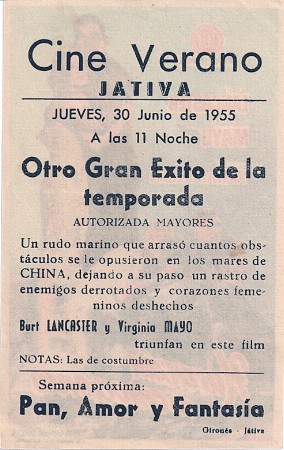 Cine Verano
JATIVA
JUEVES, 30 Junio de 1955
A las 11 Noche
Otro Gran Exito de la
temporada
AUTORIZADA MAYORES
Un rudo marino que arrasó cuantos obs-
táculos se le opusieron en los mares de
CHINA, dejando a su paso un rastro de
enemigos derrotados y corazones feme-
ninos deshechos
Burt LANCASTER y Virginia MAYO
triunfan en este film
NOTAS: Las de costumbre
Semana próxima:
Pan, Amor y Fantasía
Gironés - Játiva